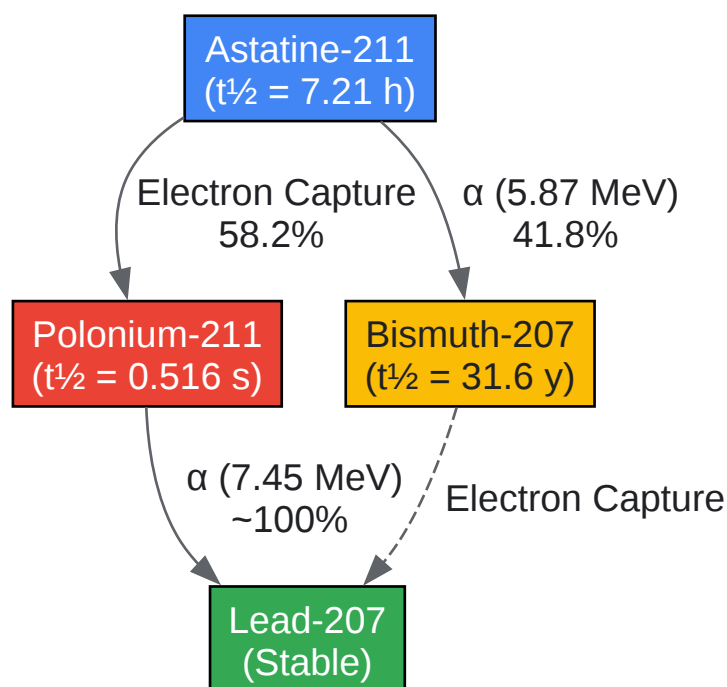 Astatine-211
(t½ = 7.21 h)
Electron Capture
58.2%
α (5.87 MeV)
41.8%
Polonium-211
(t½ = 0.516 s)
Bismuth-207
(t½ = 31.6 y)
α (7.45 MeV)
~100%
Electron Capture
Lead-207
(Stable)